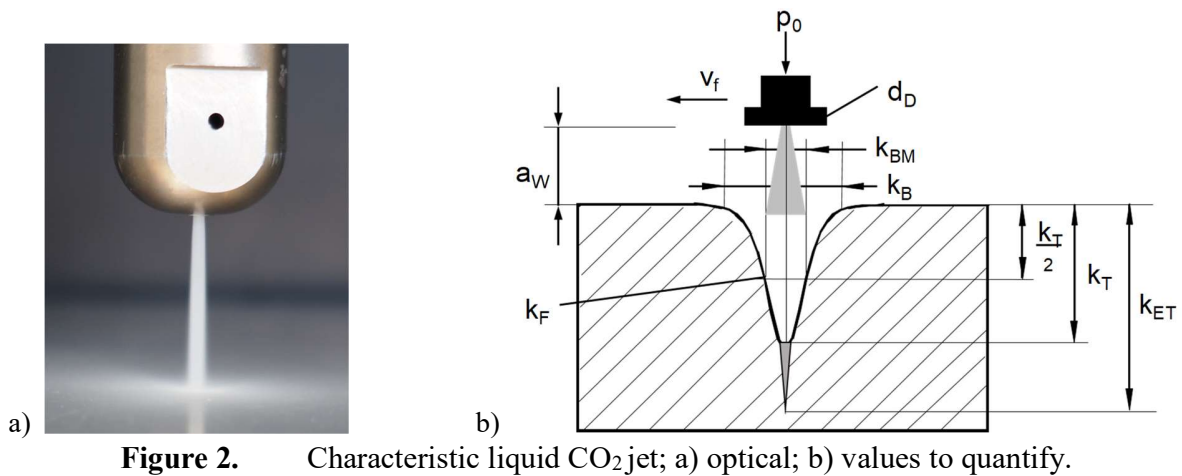 p0
vf
dD
aW
kBM
kB
kT
2
kT
kF
kET
a)
b)
Figure 2. Characteristic liquid CO2 jet; a) optical; b) values to quantify.